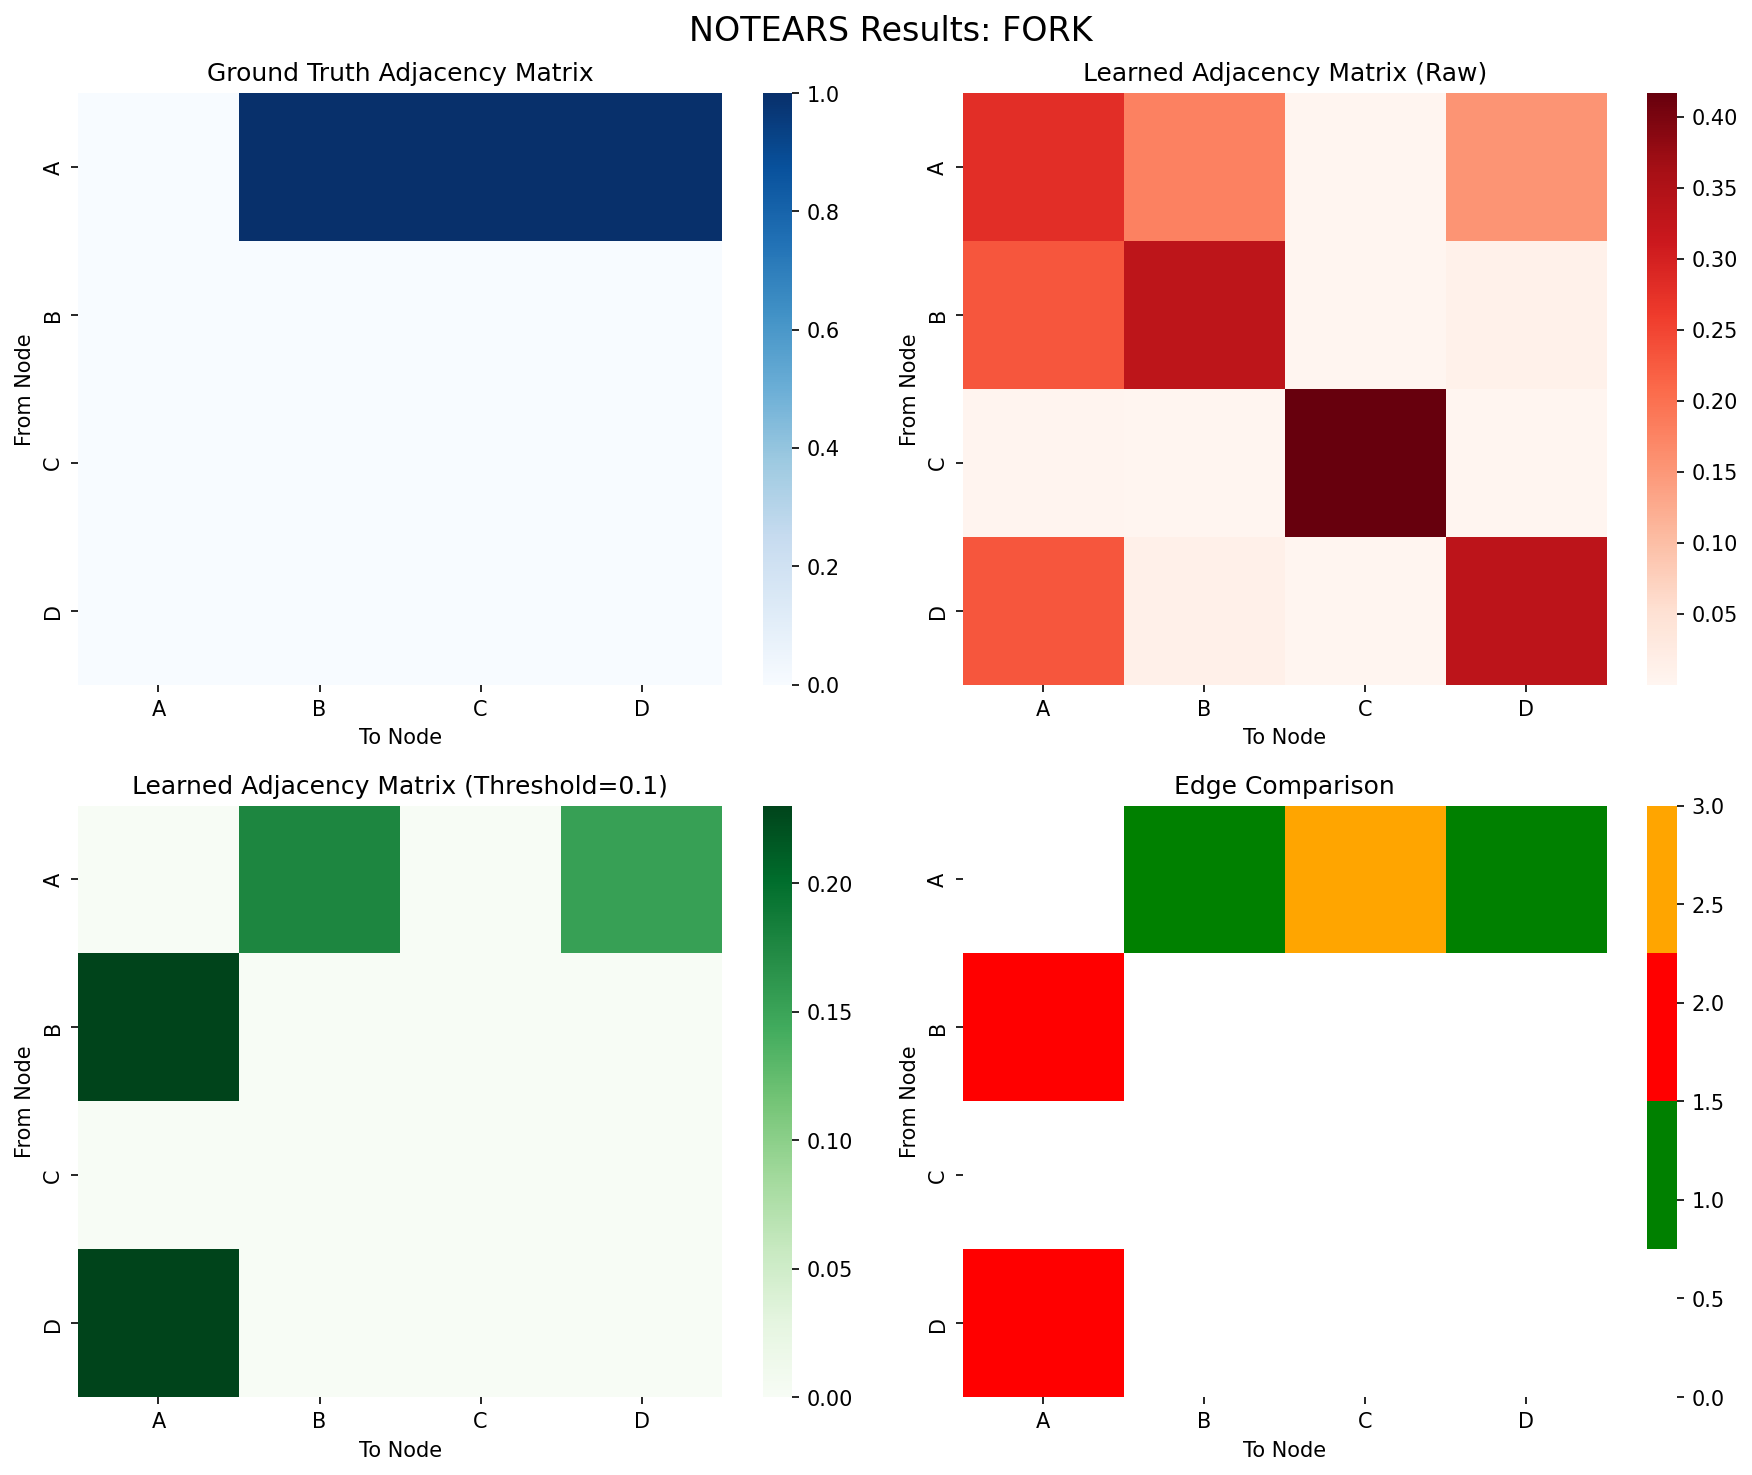 NOTEARS Results: FORK
Ground Truth Adjacency Matrix
From Node
A
B
C
D
A B C D
To Node
1.0
0.8
0.6
0.4
0.2
0.0
Learned Adjacency Matrix (Raw)
From Node
A
B
C
D
A B C D
To Node
0.40
0.35
0.30
0.25
0.20
0.15
0.10
0.05
Learned Adjacency Matrix (Threshold=0.1)
From Node
A
B
C
D
A B C D
To Node
0.20
0.15
0.10
0.05
0.00
Edge Comparison
From Node
A
B
C
D
A B C D
To Node
3.0
2.5
2.0
1.5
1.0
0.5
0.0